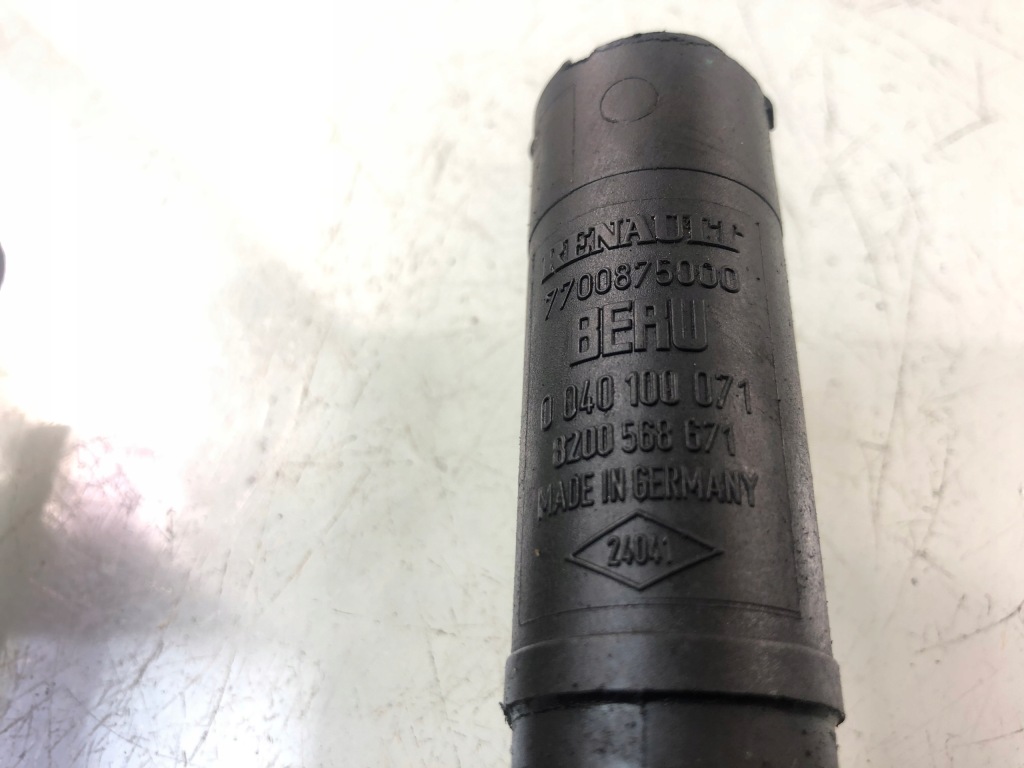 RENAULT
7700875000
BERU
0 040 100 071
8200 568 671
MADE IN GERMANY
24041